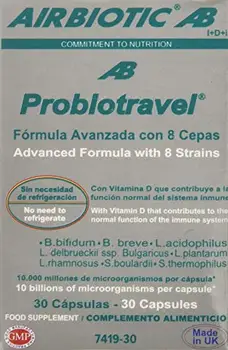 AIRBIOTIC® AB
I+D+i
COMMITMENT TO NUTRITION
AB
Probiotravel®
Fórmula Avanzada con 8 Cepas
Advanced Formula with 8 Strains
Sin necesidad
de refrigeración
No need to
refrigerate
Con Vitamina D que contribuye a la
función normal del sistema inmune
With Vitamin D that contributes to the
normal function of the immune system
•B.bifidum •B. breve •L.acidophilus
•L. delbrueckii ssp. Bulgaricus •L.plantarum
•L.rhamnosus •S.boulardii •S.thermophilus
10.000 millones de microorganismos por cápsula*
10 billions of microorganisms per capsule*
30 Cápsulas - 30 Capsules
FOOD SUPPLEMENT / COMPLEMENTO ALIMENTICIO
GMP
7419-30
Made in
UK